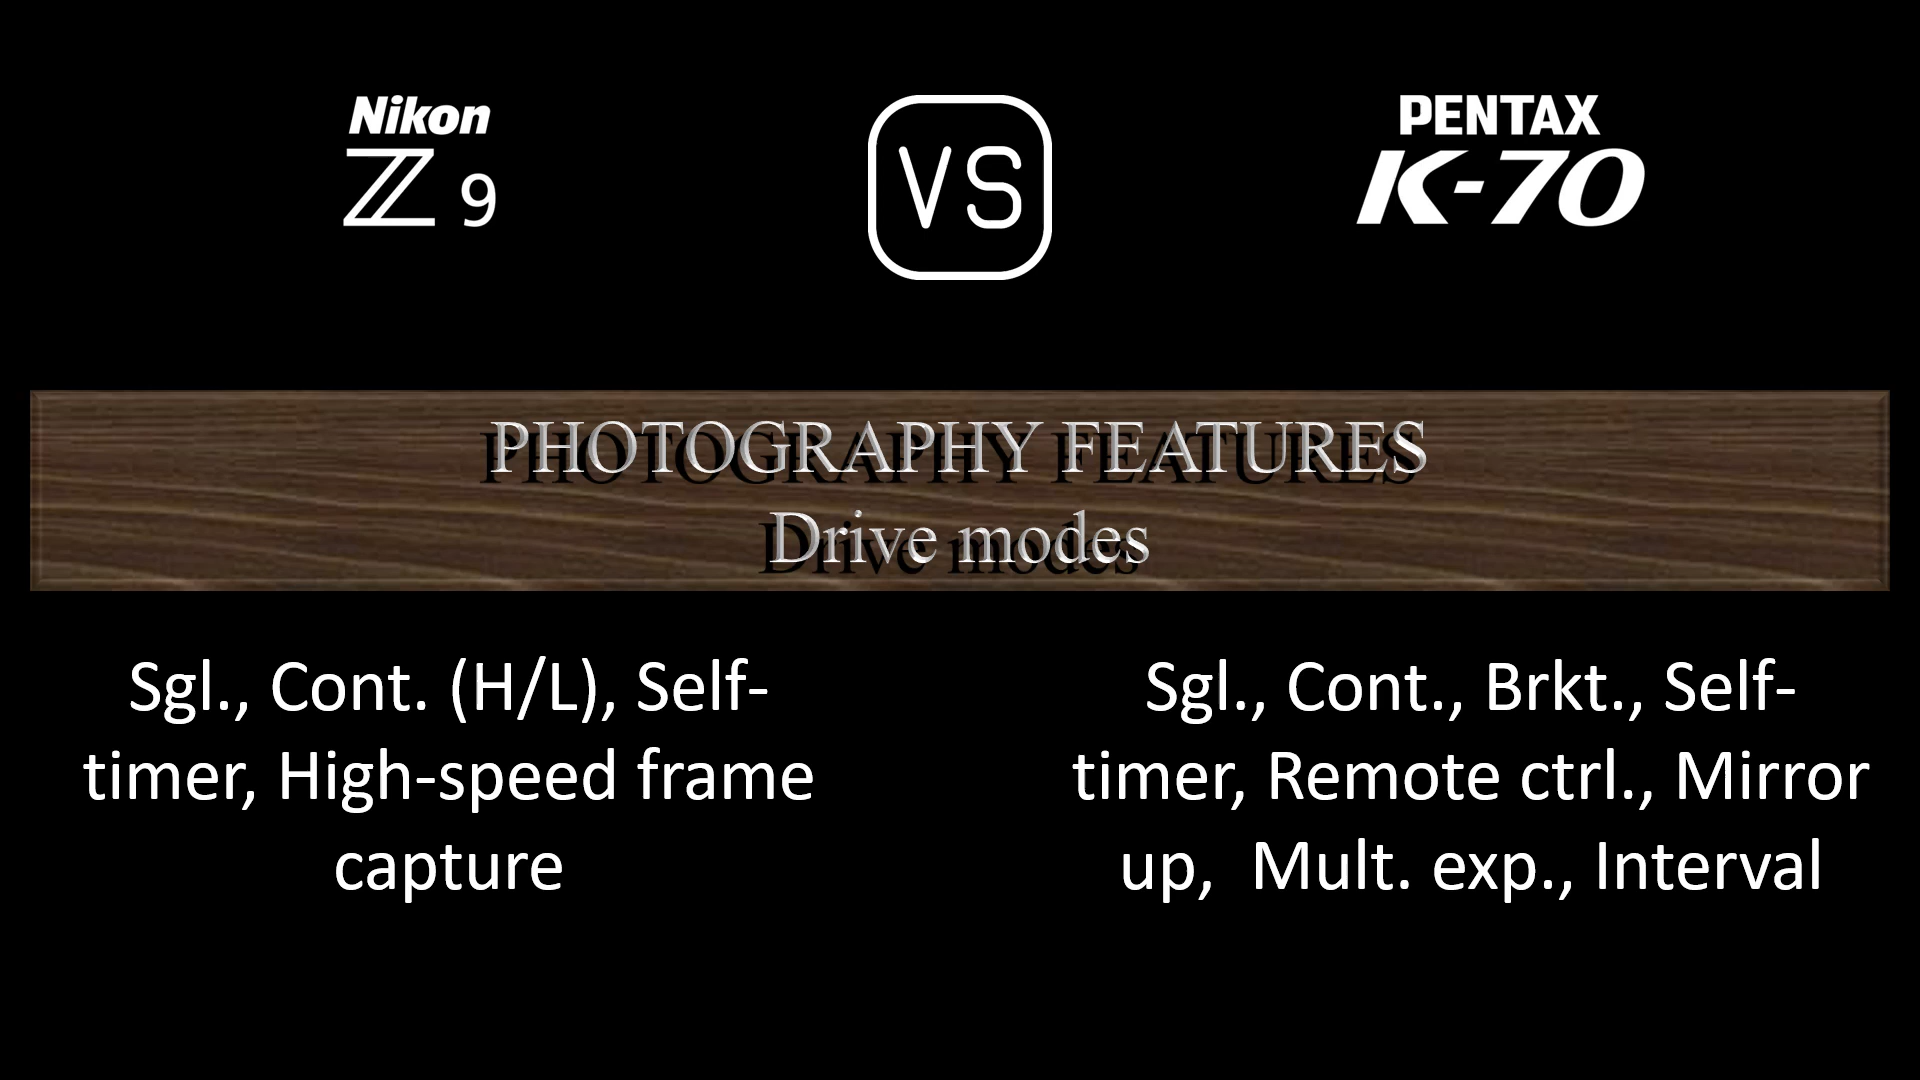 Nikon
Z 9
VS
PENTAX
K-70
PHOTOGRAPHY FEATURES
Drive modes
Sgl., Cont. (H/L), Self-
timer, High-speed frame
capture
Sgl., Cont., Brkt., Self-
timer, Remote ctrl., Mirror
up,  Mult. exp., Interval